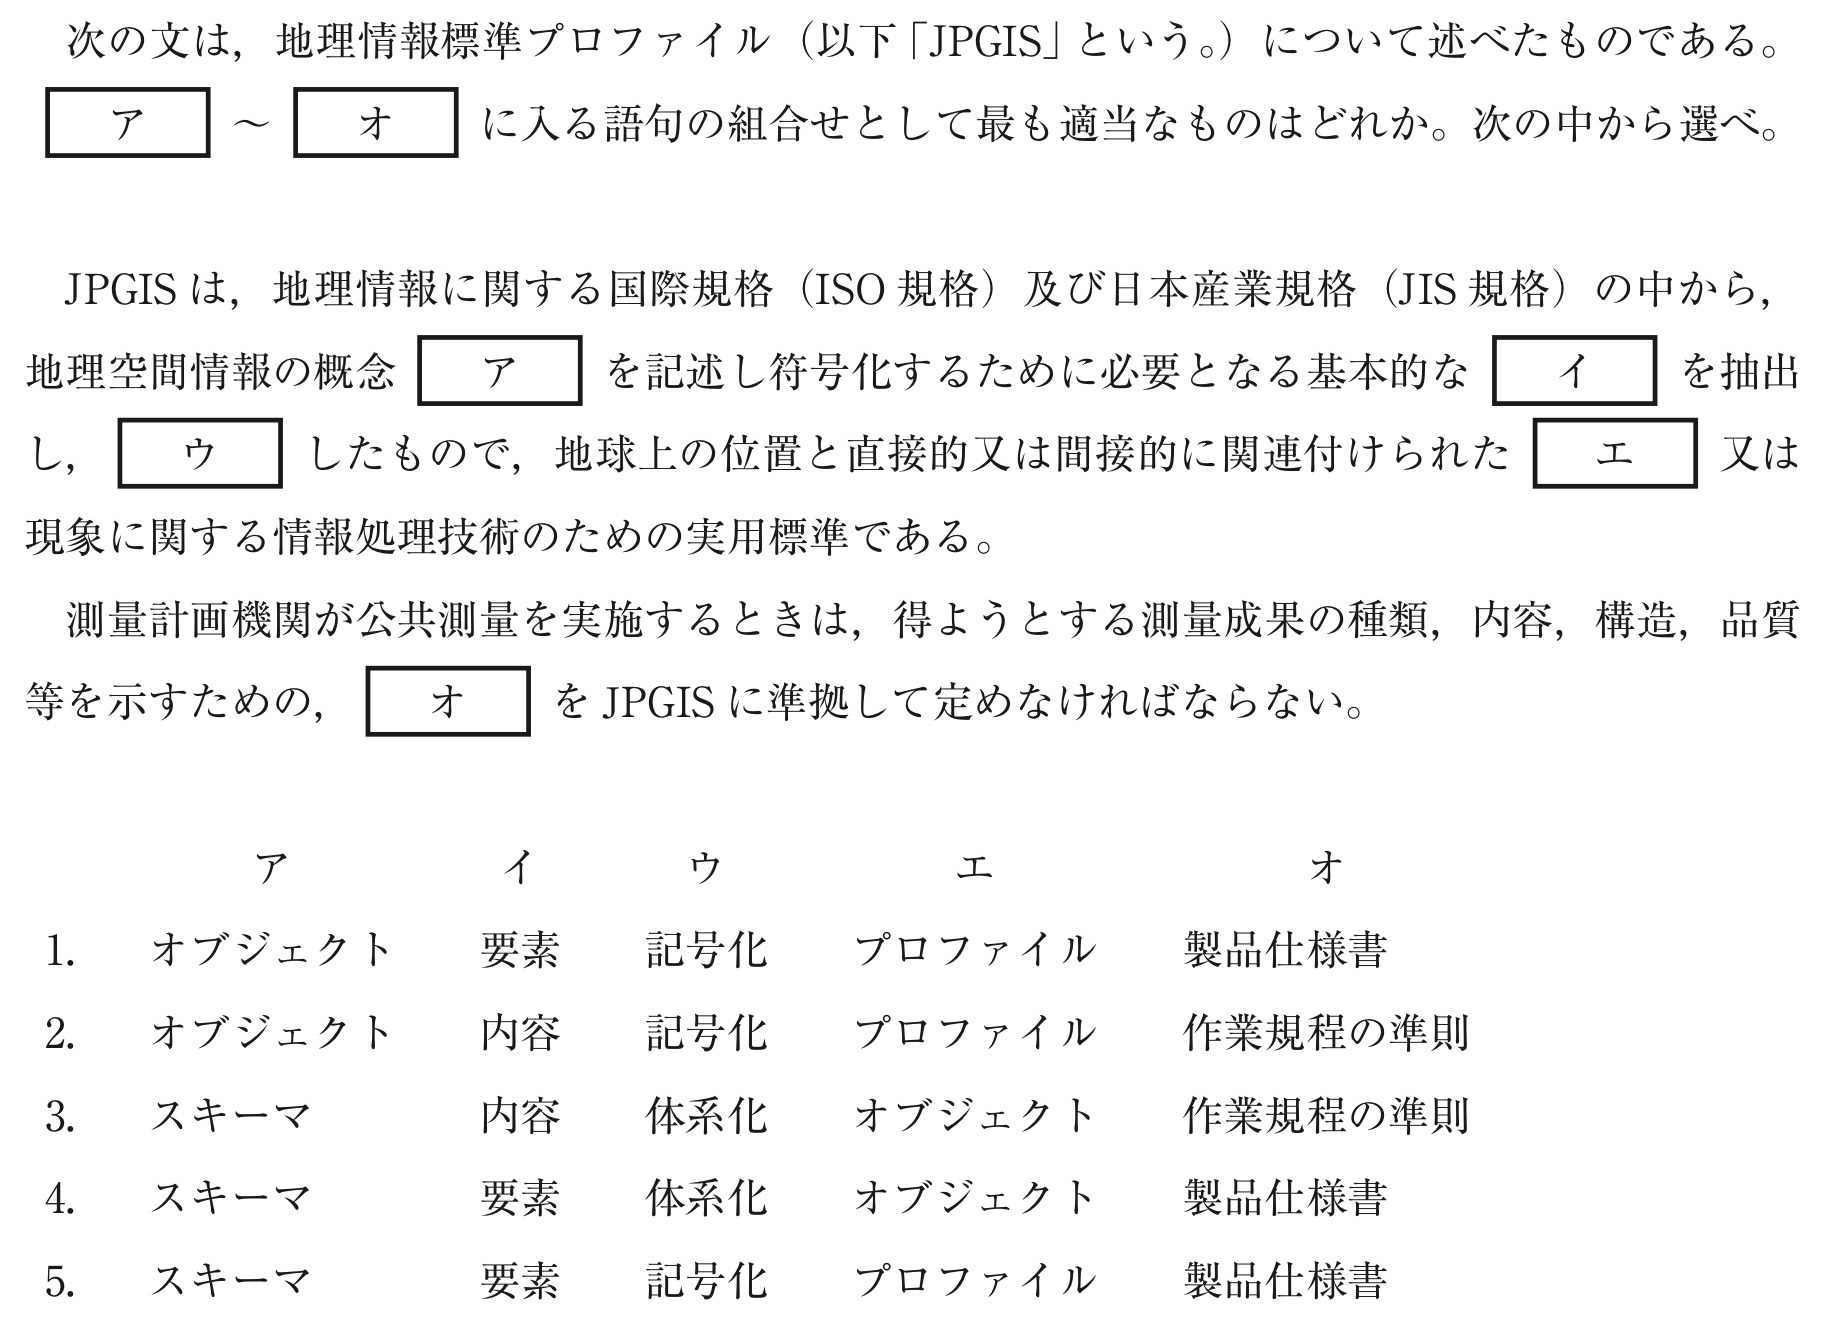 次の文は，地理情報標準プロファイル（以下「JPGIS」という。）について述べたものである。
ア ～ オ に入る語句の組合せとして最も適当なものはどれか。次の中から選べ。
JPGIS は，地理情報に関する国際規格（ISO 規格）及び日本産業規格（JIS 規格）の中から，
地理空間情報の概念 ア を記述し符号化するために必要となる基本的な イ を抽出
し， ウ したもので，地球上の位置と直接的又は間接的に関連付けられた エ 又は
現象に関する情報処理技術のための実用標準である。
測量計画機関が公共測量を実施するときは，得ようとする測量成果の種類，内容，構造，品質
等を示すための， オ を JPGIS に準拠して定めなければならない。
ア イ ウ エ オ
1. オブジェクト 要素 記号化 プロファイル 製品仕様書
2. オブジェクト 内容 記号化 プロファイル 作業規程の準則
3. スキーマ 内容 体系化 オブジェクト 作業規程の準則
4. スキーマ 要素 体系化 オブジェクト 製品仕様書
5. スキーマ 要素 記号化 プロファイル 製品仕様書